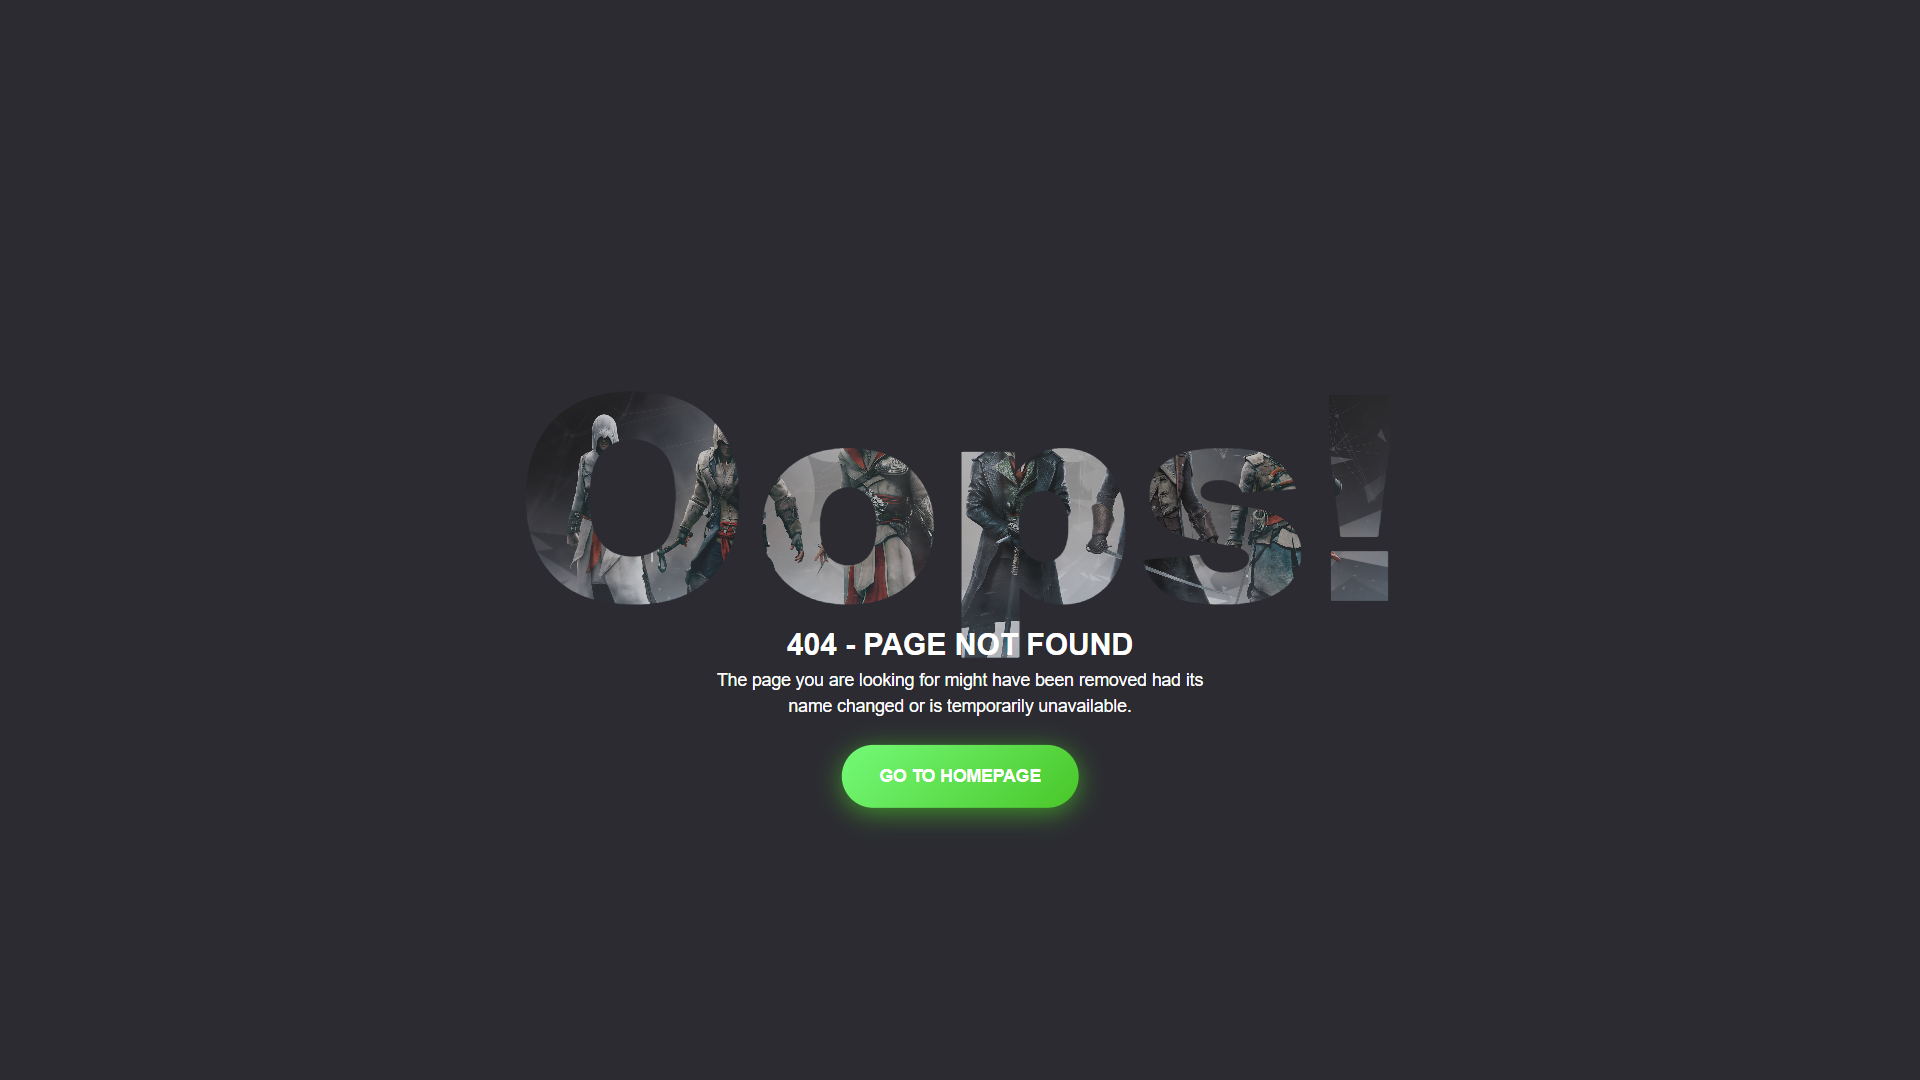 Oops!
404 - PAGE NOT FOUND
The page you are looking for might have been removed had its
name changed or is temporarily unavailable.
GO TO HOMEPAGE